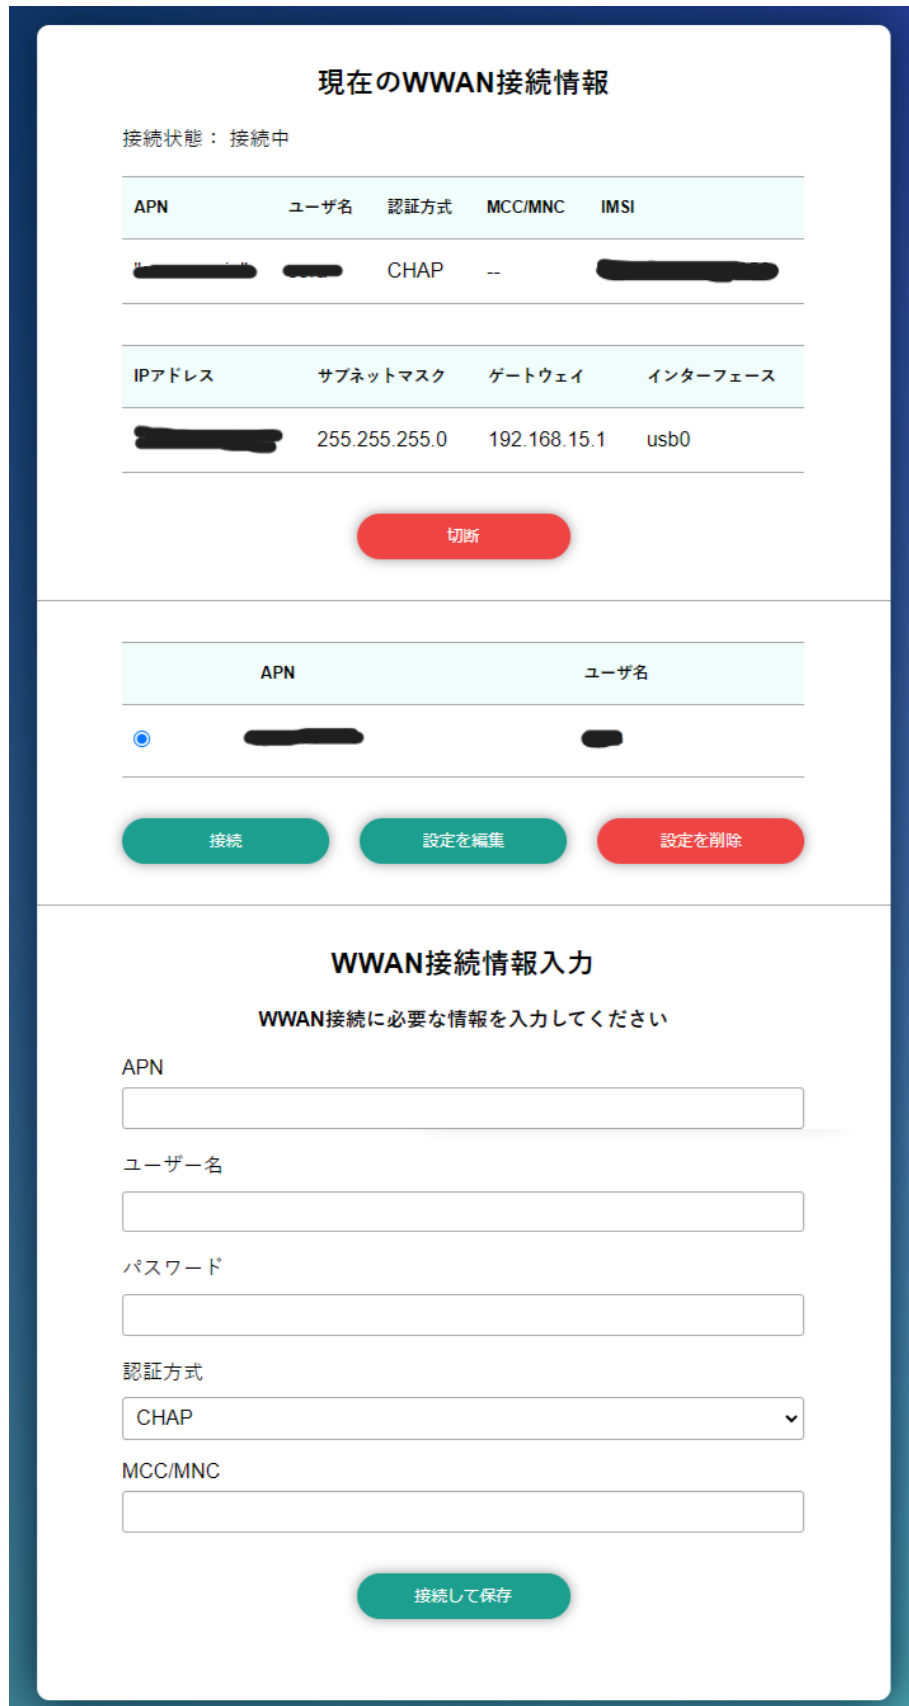 現在のWWAN接続情報
接続状態： 接続中
APN ユーザ名 認証方式 MCC/MNC IMSI
CHAP --
IPアドレス サブネットマスク ゲートウェイ インターフェース
255.255.255.0 192.168.15.1 usb0
切断
APN ユーザ名
接続 設定を編集 設定を削除
WWAN接続情報入力
WWAN接続に必要な情報を入力してください
APN
ユーザー名
パスワード
認証方式
CHAP
MCC/MNC
接続して保存